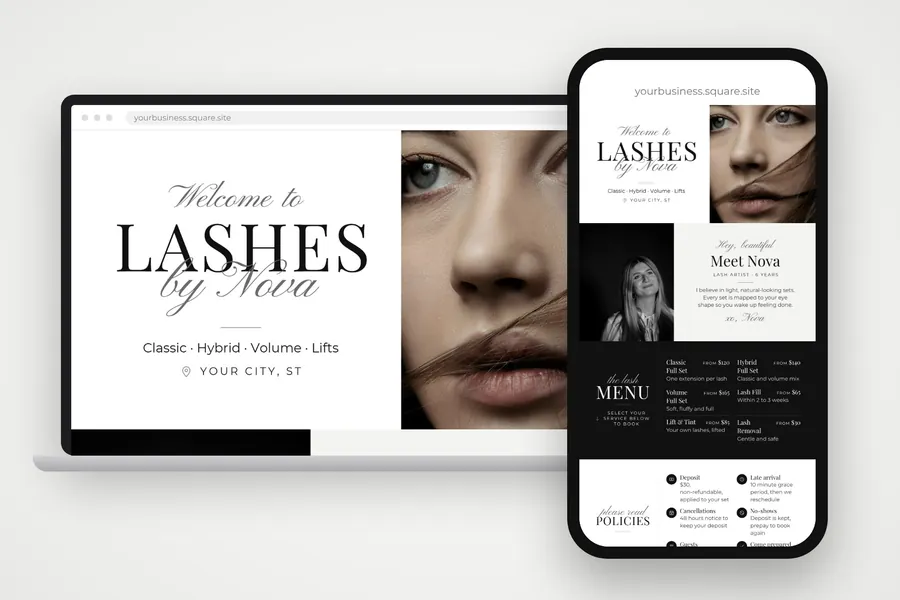 yourbusiness.square.site
Welcome to
LASHES
by Nova
Classic · Hybrid · Volume · Lifts
YOUR CITY, ST
yourbusiness.square.site
Welcome to
LASHES
by Nova
Classic · Hybrid · Volume · Lifts
YOUR CITY, ST
Hey, beautiful
Meet Nova
LASH ARTIST · 6 YEARS
I believe in light, natural-looking sets.
Every set is mapped to your eye
shape so you wake up feeling done.
xo, Nova
the lash
MENU
SELECT YOUR
↓ SERVICE BELOW
TO BOOK
Classic FROM $120
Full Set
One extension per lash
Volume FROM $165
Full Set
Soft, fluffy and full
Lift & Tint FROM $85
Your own lashes, lifted
Hybrid FROM $140
Full Set
Classic and volume mix
Lash Fill FROM $65
Within 2 to 3 weeks
Lash FROM $30
Removal
Gentle and safe
please read
POLICIES
Deposit
$30,
non-refundable,
applied to your set
Cancellations
48 hours notice to
keep your deposit
Guests
Late arrival
10 minute grace
period, then we
reschedule
No-shows
Deposit is kept,
prepay to book
again
Come prepared